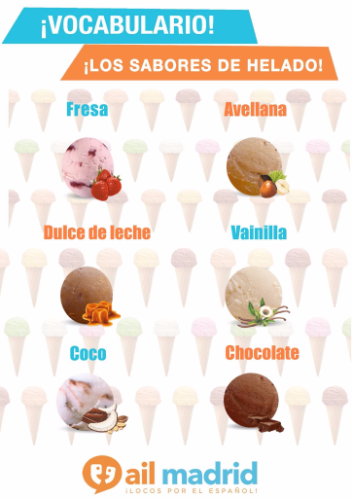 ¡VOCABULARIO!
¡LOS SABORES DE HELADO!
Fresa
Avellana
Dulce de leche
Vainilla
Coco
Chocolate
ail madrid
¡LOCOS POR EL ESPAÑOL!